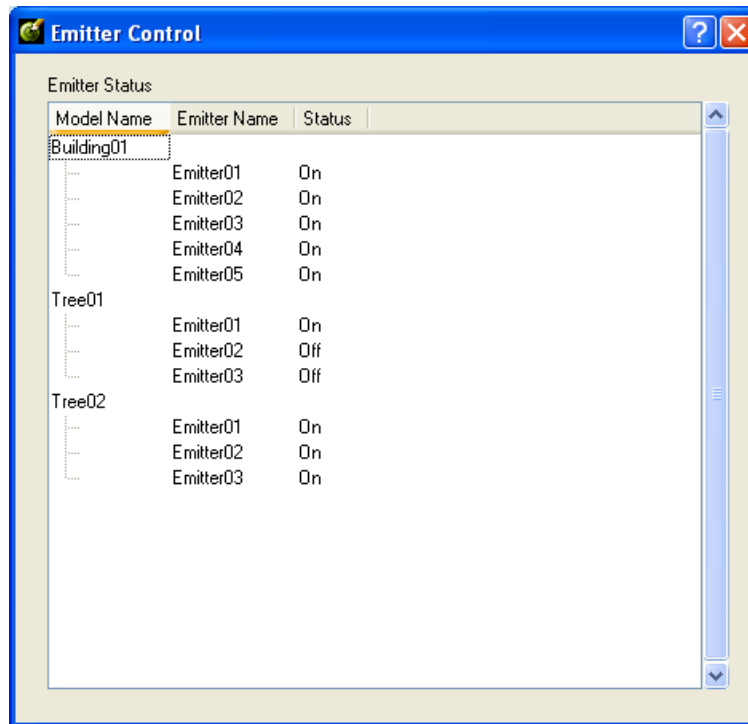 Emitter Control
Emitter Status
Model Name Emitter Name Status
Building01
Emitter01 On
Emitter02 On
Emitter03 On
Emitter04 On
Emitter05 On
Tree01
Emitter01 On
Emitter02 Off
Emitter03 Off
Tree02
Emitter01 On
Emitter02 On
Emitter03 On